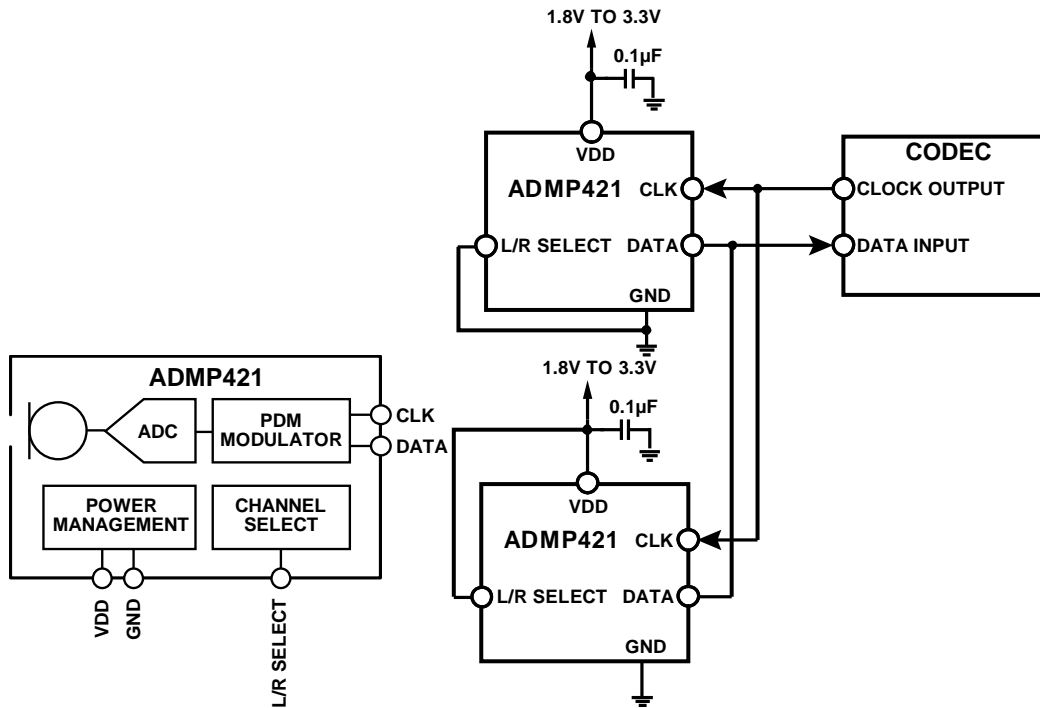 ADMP421
ADC
PDM
MODULATOR
CLK
DATA
POWER
MANAGEMENT
CHANNEL
SELECT
VDD
GND
L/R SELECT
1.8V TO 3.3V
0.1µF
VDD
ADMP421
CLK
L/R SELECT
DATA
GND
CODEC
CLOCK OUTPUT
DATA INPUT
1.8V TO 3.3V
0.1µF
VDD
ADMP421
CLK
L/R SELECT
DATA
GND